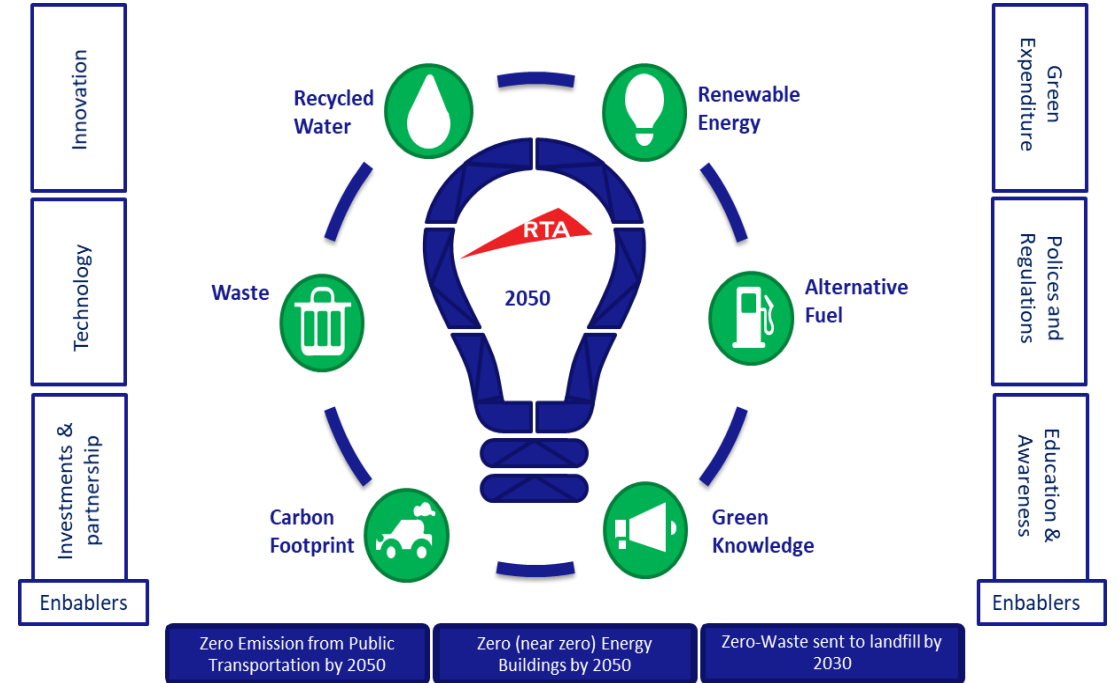 Innovation
Technology
Investments &
partnership
Enbablers
Recycled
Water
Renewable
Energy
Waste
RTA
2050
Alternative
Fuel
Carbon
Footprint
Green
Knowledge
Green
Expenditure
Polices and
Regulations
Education &
Awareness
Enbablers
Zero Emission from Public
Transportation by 2050
Zero (near zero) Energy
Buildings by 2050
Zero-Waste sent to landfill by
2030